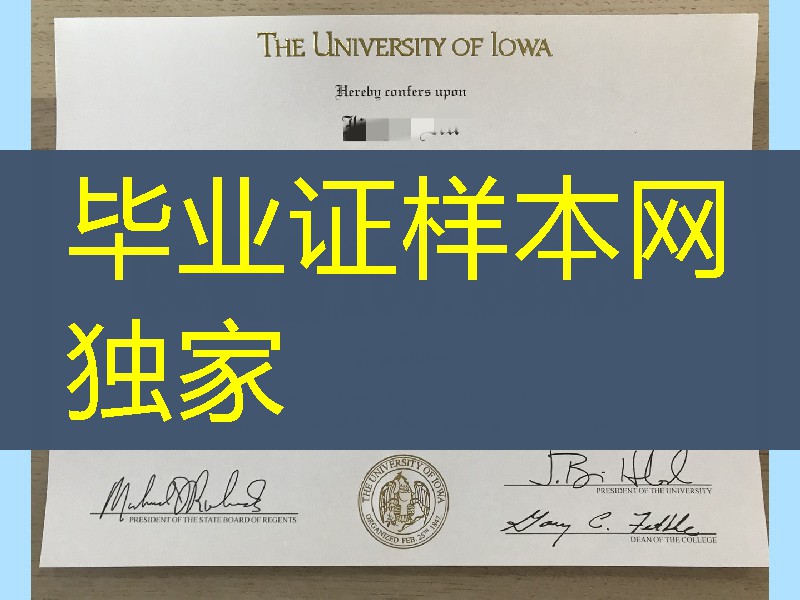 THE UNIVERSITY OF IOWA
Hereby confers upon
毕业证样本网
独家
PRESIDENT OF THE STATE BOARD OF REGENTS
THE UNIVERSITY OF IOWA
ORGANIZED FEB. 25TH 1847
PRESIDENT OF THE UNIVERSITY
Gary C.
DEAN OF THE COLLEGE